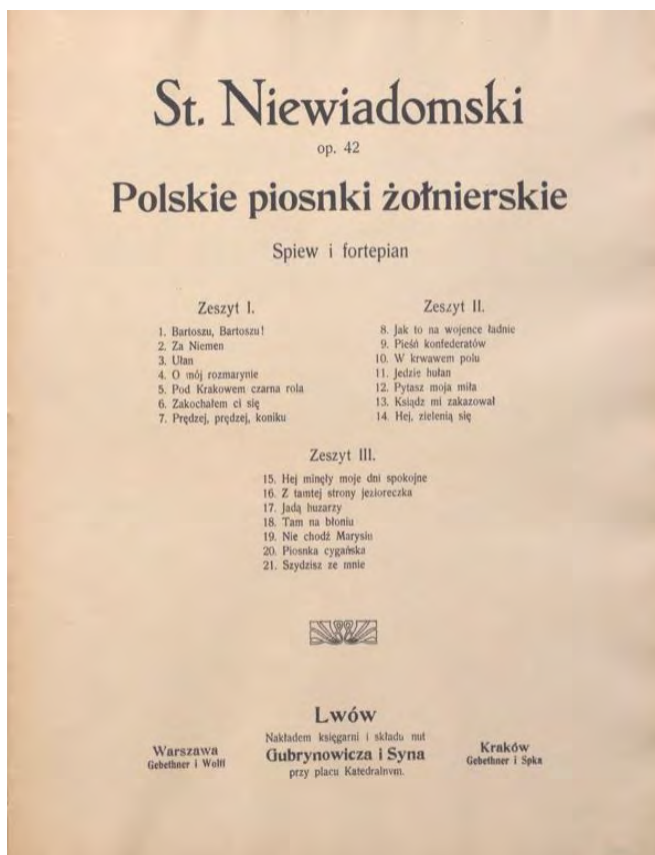 St. Niewiadomski
op. 42
Polskie piosnki żołnierskie
Spiew i fortepian
Zeszyt I.
1. Bartoszu, Bartoszu!
2. Za Niemen
3. Ułan
4. O mój rozmarynie
5. Pod Krakowem czarna rola
6. Zakochałem ci się
7. Prędzej, prędzej, koniku
Zeszyt II.
8. Jak to na wojence ładnie
9. Pieśń konfederatów
10. W krwawem polu
11. Jedzie hułan
12. Pytasz moja miła
13. Ksiądz mi zakazował
14. Hej, zielenią się
Zeszyt III.
15. Hej minęły moje dni spokojne
16. Z tamtej strony jezioreczka
17. Jadą huzarzy
18. Tam na błoniu
19. Nie chodź Marysiu
20. Piosnka cygańska
21. Szydzisz ze mnie
Lwów
Nakładem księgarni i składu nut
Gubrynowicza i Syna
przy placu Katedralnym.
Warszawa
Gebethner i Wolff
Kraków
Gebethner i Spka